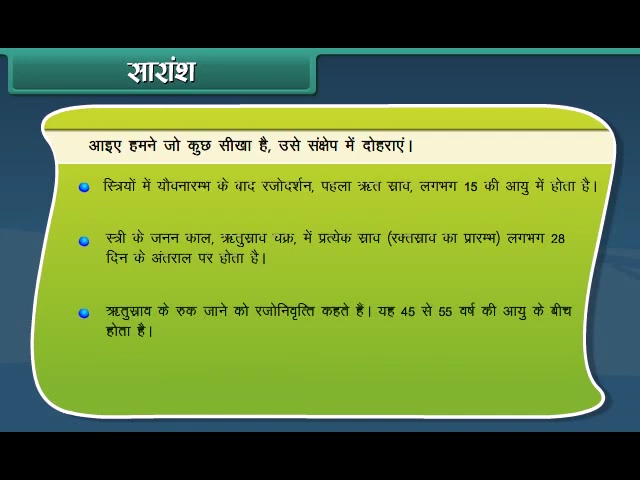 सारांश
आइए हमने जो कुछ सीखा है, उसे संक्षेप में दोहराएं।
स्त्रियों में यौवनारम्भ के बाद रजोदर्शन, पहला ऋत स्राव, लगभग 15 की आयु में होता है।
स्त्री के जनन काल, ऋतुस्राव चक्र, में प्रत्येक स्राव (रक्तस्राव का प्रारम्भ) लगभग 28
दिन के अंतराल पर होता है।
ऋतुस्राव के रुक जाने को रजोनिवृत्ति कहते हैं। यह 45 से 55 वर्ष की आयु के बीच
होता है।